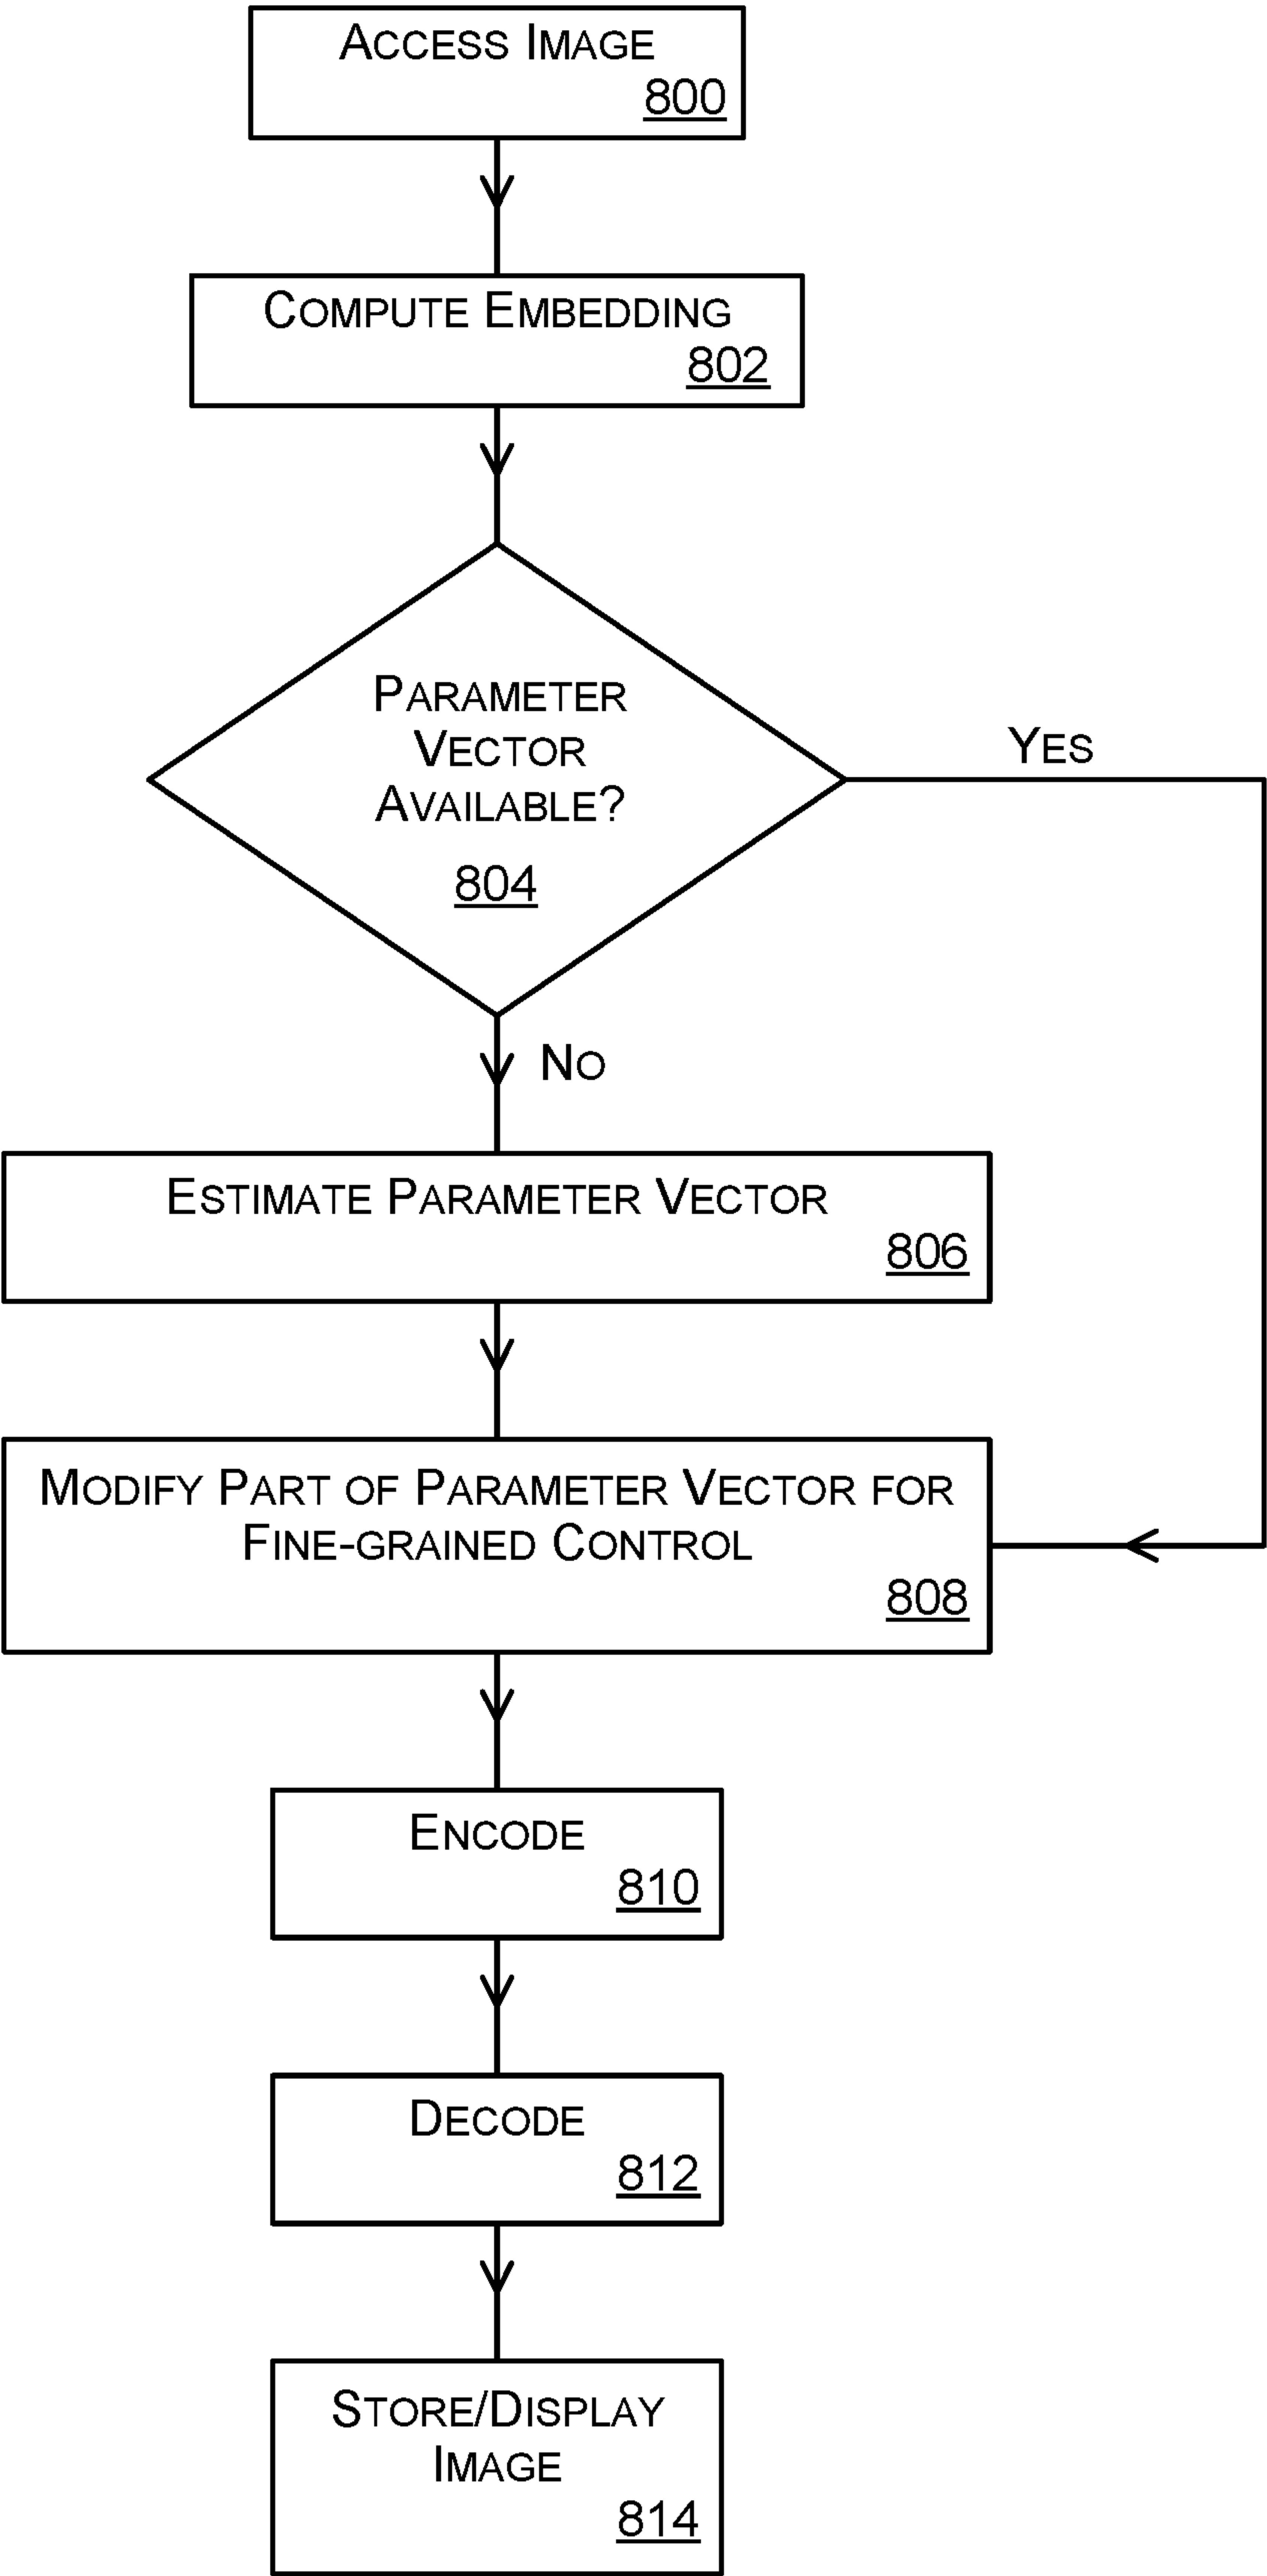 ACCESS IMAGE
800
COMPUTE EMBEDDING
802
PARAMETER
VECTOR
AVAILABLE?
804
YES
NO
ESTIMATE PARAMETER VECTOR
806
MODIFY PART OF PARAMETER VECTOR FOR
FINE-GRAINED CONTROL
808
ENCODE
810
DECODE
812
STORE/DISPLAY
IMAGE
814